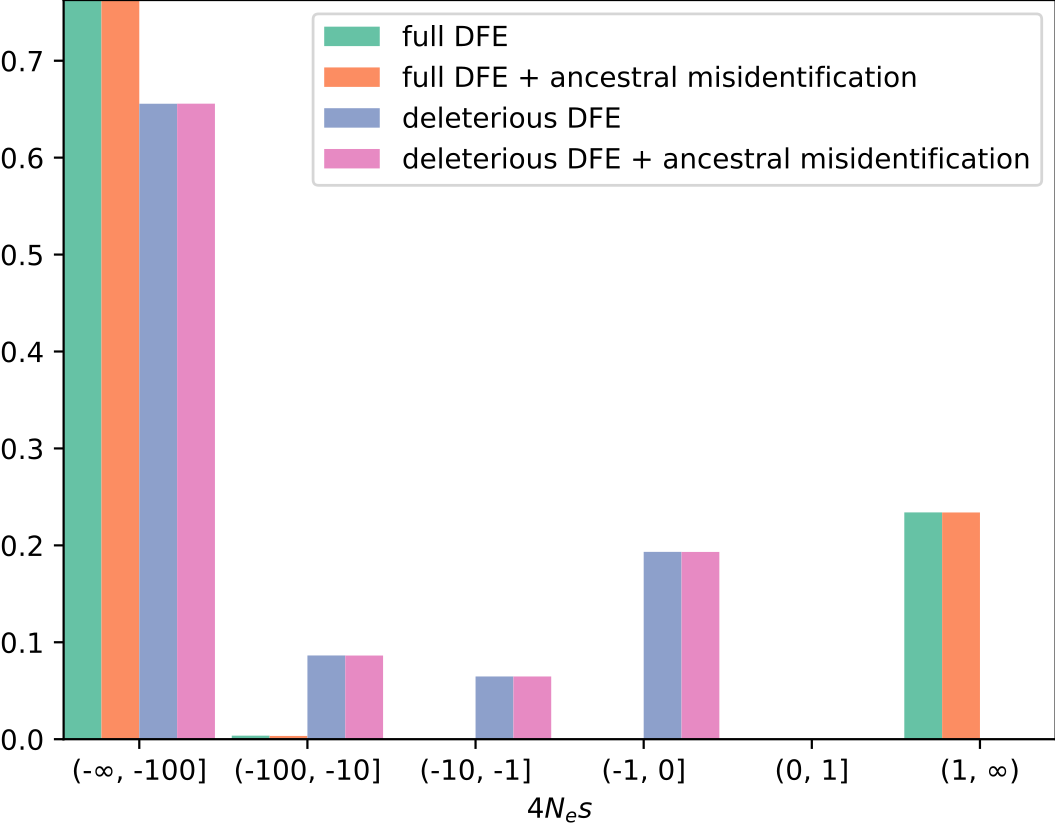 full DFE
full DFE + ancestral misidentification
deleterious DFE
deleterious DFE + ancestral misidentification
0.7
0.6
0.5
0.4
0.3
0.2
0.1
0.0
(-∞, -100] (-100, -10] (-10, -1] (-1, 0] (0, 1] (1, ∞)
4Nₑs